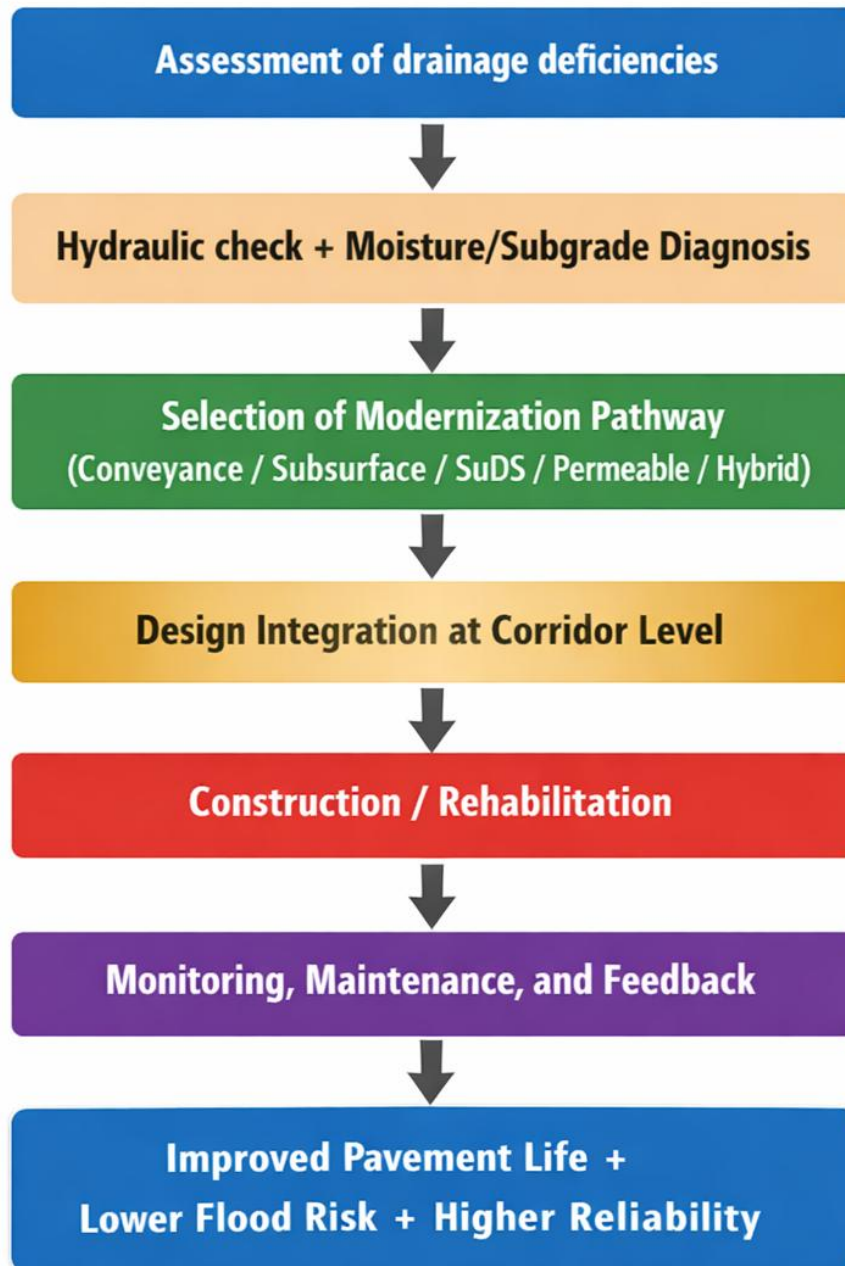 Assessment of drainage deficiencies
Hydraulic check + Moisture/Subgrade Diagnosis
Selection of Modernization Pathway
(Conveyance / Subsurface / SuDS / Permeable / Hybrid)
Design Integration at Corridor Level
Construction / Rehabilitation
Monitoring, Maintenance, and Feedback
Improved Pavement Life +
Lower Flood Risk + Higher Reliability